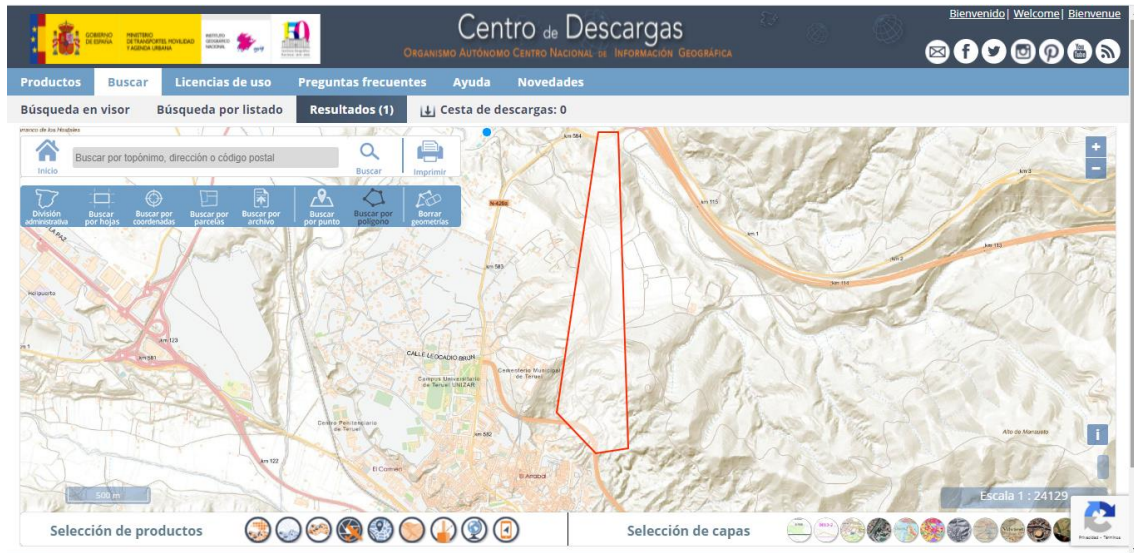 Bienvenido| Welcome| Bienvenue
GOBIERNO DE ESPAÑA
MINISTERIO DE TRANSPORTES, MOVILIDAD Y AGENDA URBANA
INSTITUTO GEOGRÁFICO NACIONAL
Centro de Descargas
ORGANISMO AUTÓNOMO CENTRO NACIONAL DE INFORMACIÓN GEOGRÁFICA
Productos Buscar Licencias de uso Preguntas frecuentes Ayuda Novedades
Búsqueda en visor Búsqueda por listado Resultados (1) Cesta de descargas: 0
Inicio
Buscar por topónimo, dirección o código postal
Buscar
Imprimir
+
−
División administrativa
Buscar por hojas
Buscar por coordenadas
Buscar por parcelas
Buscar por archivo
Buscar por punto
Buscar por polígono
Borrar geometrías
km 584
N-420a
km 115
km 3
km 1
km 113
km 2
km 114
LA PAZ
km 583
km 123
km 581
CALLE LEOCADIO BRUN
Campus Universitario
de Teruel UNIZAR
Cementerio Municipal
de Teruel
Centro Penitenciario
de Teruel
km 582
km 122
El Carmen
El Arrabal
Alto de Marajuela
i
500 m
Escala 1 : 24129
Selección de productos
Selección de capas
Privacidad - Términos